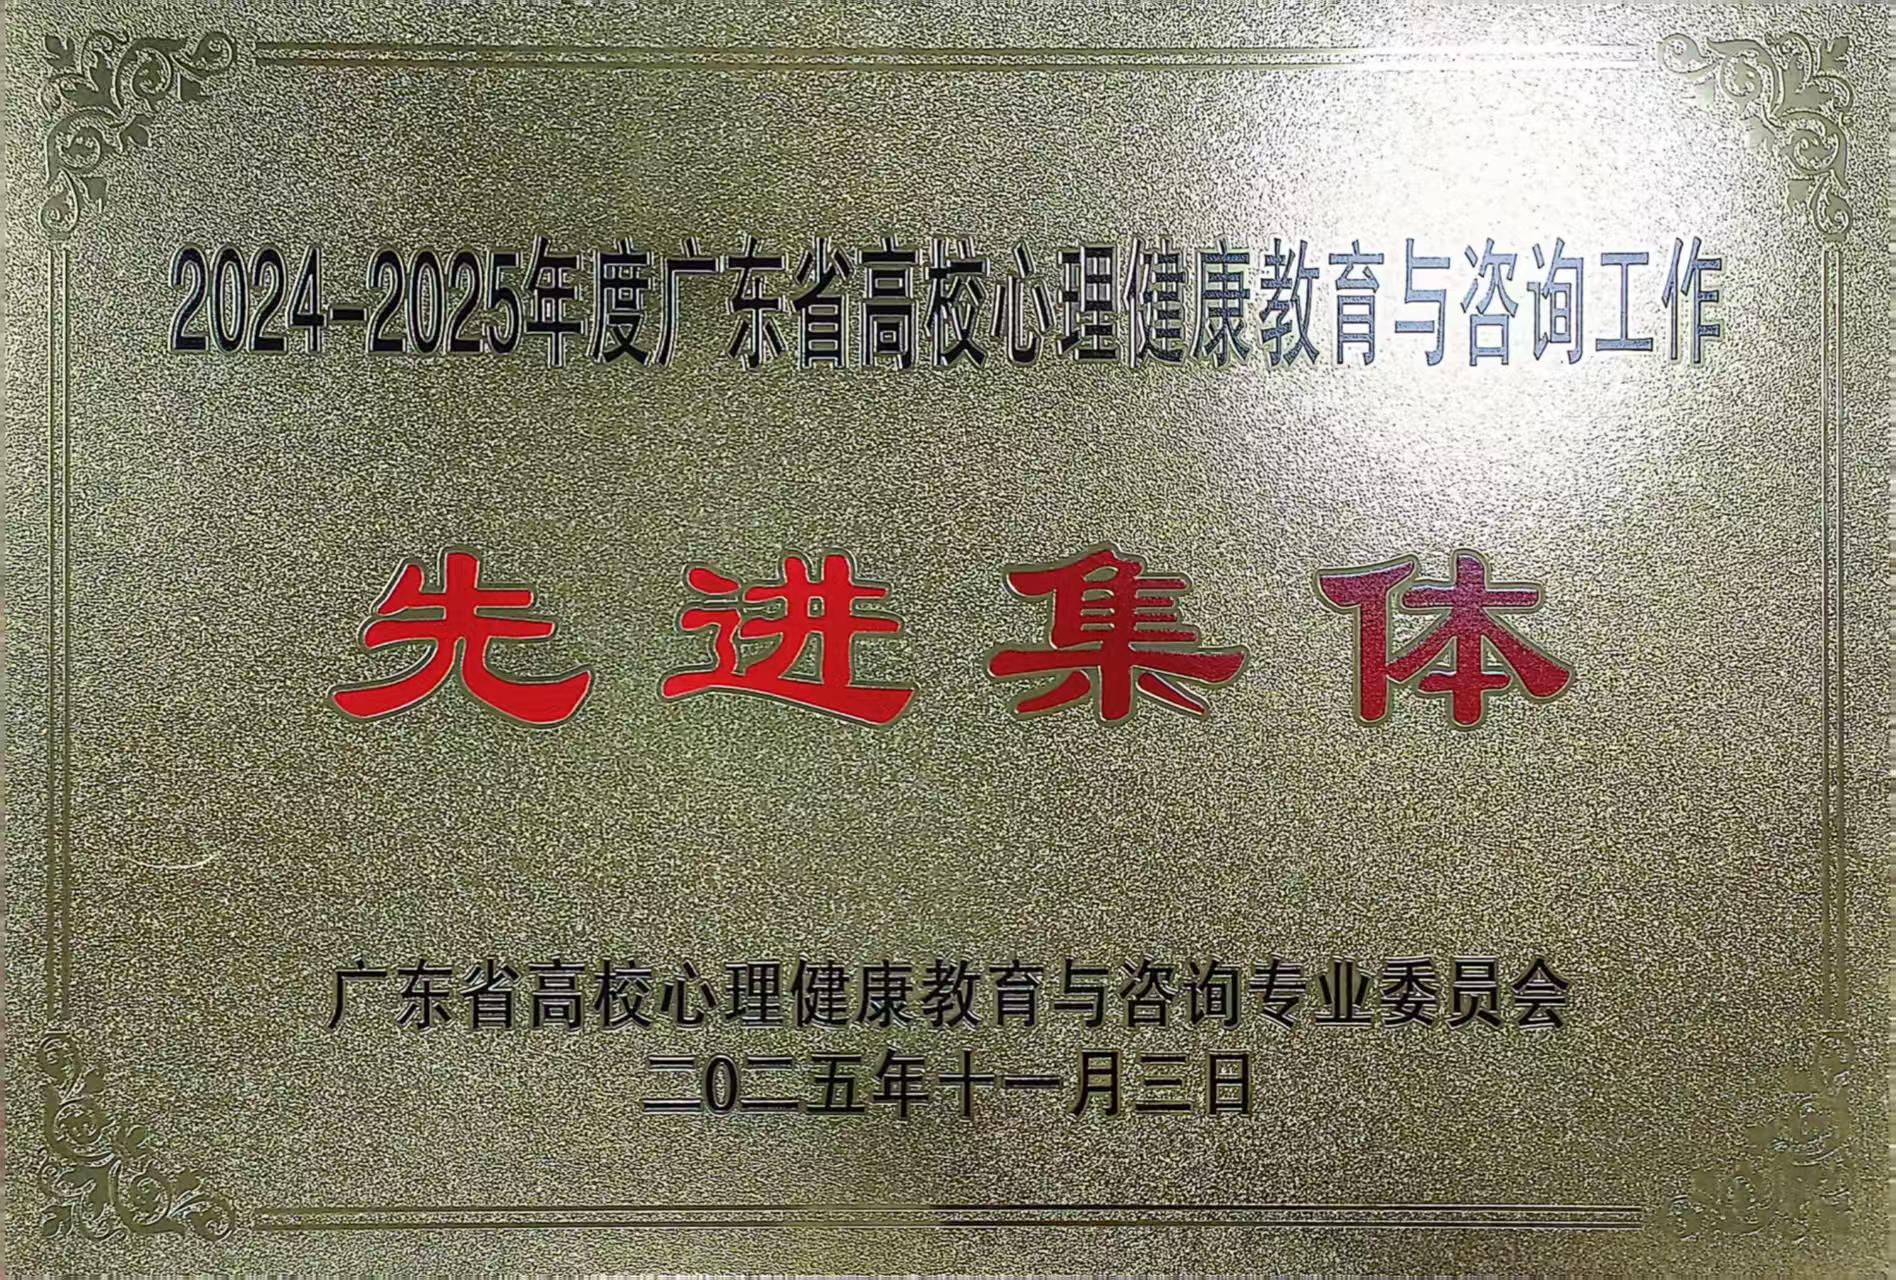 2024-2025年度广东省高校心理健康教育与咨询工作
先进集体
广东省高校心理健康教育与咨询专业委员会
二0二五年十一月三日